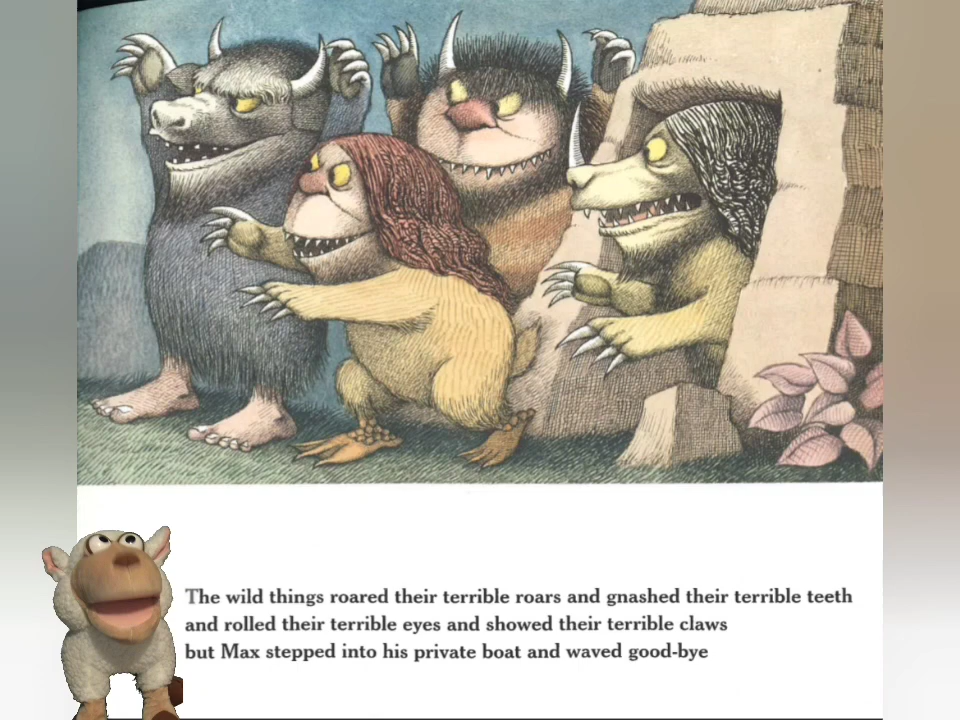 The wild things roared their terrible roars and gnashed their terrible teeth
and rolled their terrible eyes and showed their terrible claws
but Max stepped into his private boat and waved good-bye